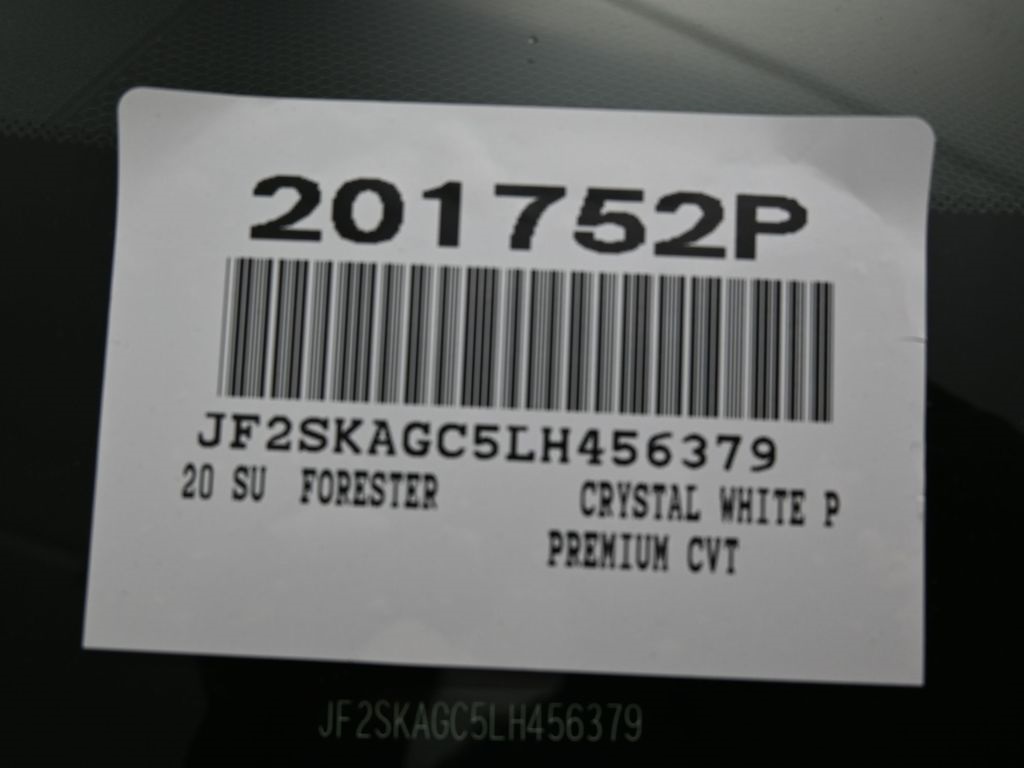 201752P
JF2SKAGC5LH456379
20 SU FORESTER CRYSTAL WHITE P
PREMIUM CVT
JF2SKAGC5LH456379